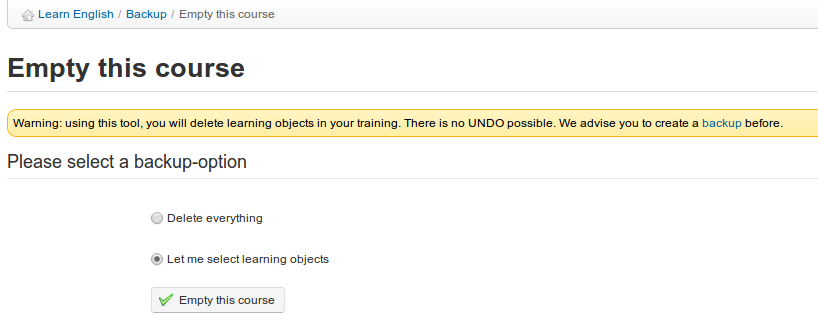 Learn English / Backup / Empty this course
Empty this course
Warning: using this tool, you will delete learning objects in your training. There is no UNDO possible. We advise you to create a backup before.
Please select a backup-option
Delete everything
Let me select learning objects
Empty this course